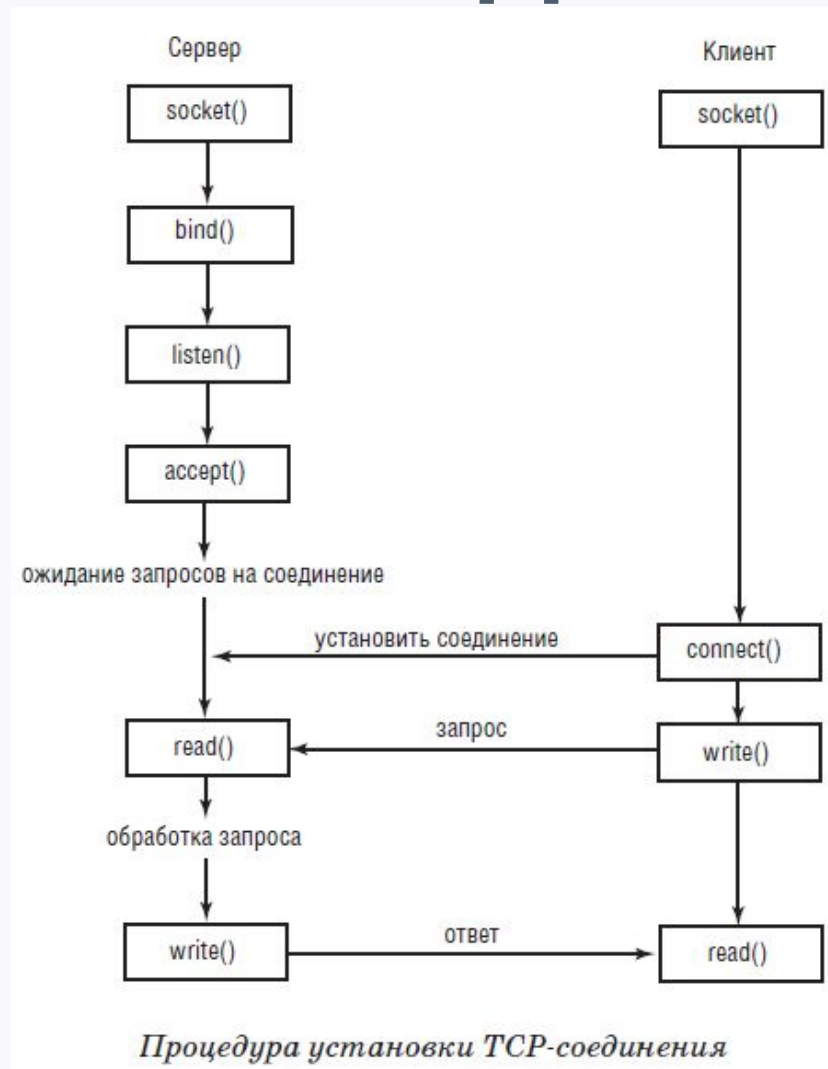 Сервер
Клиент
socket()
socket()
bind()
listen()
accept()
ожидание запросов на соединение
установить соединение
connect()
запрос
read()
write()
обработка запроса
ответ
write()
read()
Процедура установки TCP-соединения